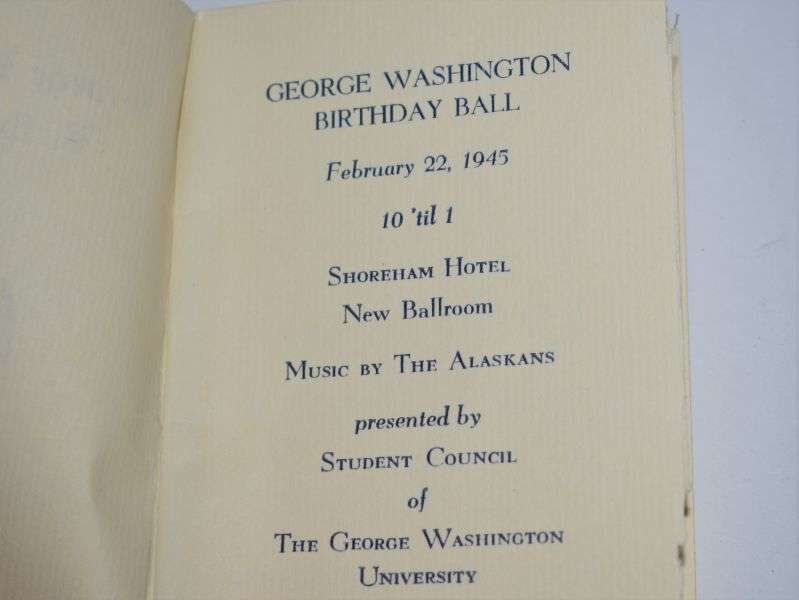 GEORGE WASHINGTON
BIRTHDAY BALL
February 22, 1945
10 'til 1
SHOREHAM HOTEL
New Ballroom
MUSIC BY THE ALASKANS
presented by
STUDENT COUNCIL
of
THE GEORGE WASHINGTON
UNIVERSITY